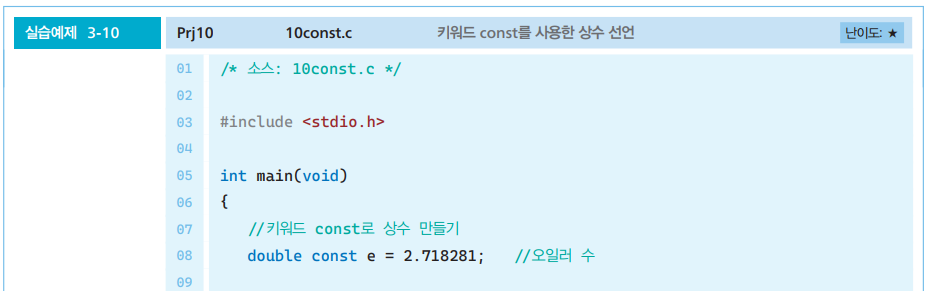 실습예제 3-10 Prj10 10const.c 키워드 const를 사용한 상수 선언 난이도: ★
01 /* 소스: 10const.c */
02
03 #include <stdio.h>
04
05 int main(void)
06 {
07 //키워드 const로 상수 만들기
08 double const e = 2.718281; //오일러 수
09